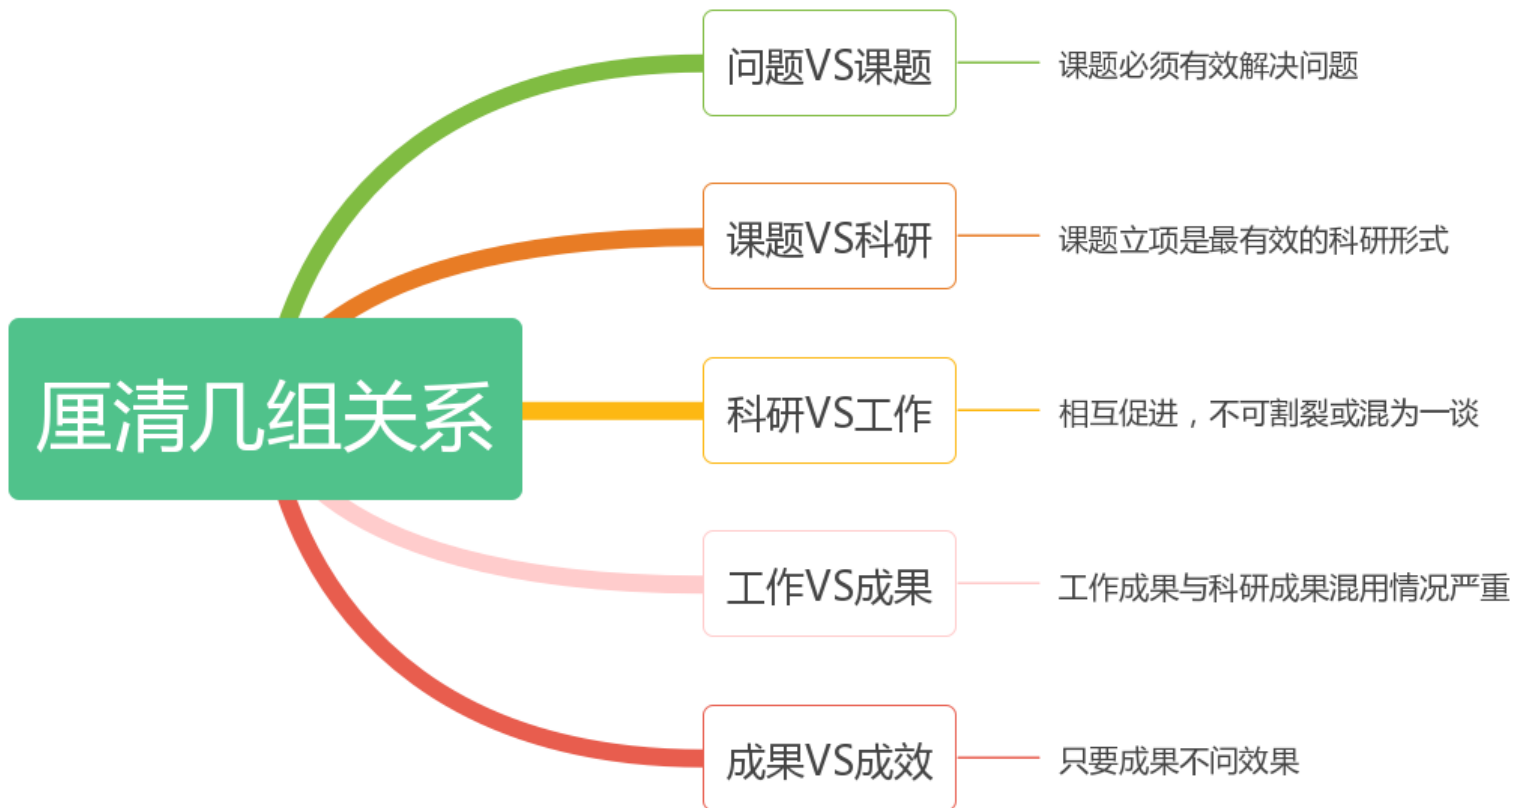 厘清几组关系
问题VS课题
课题必须有效解决问题
课题VS科研
课题立项是最有效的科研形式
科研VS工作
相互促进，不可割裂或混为一谈
工作VS成果
工作成果与科研成果混用情况严重
成果VS成效
只要成果不问效果